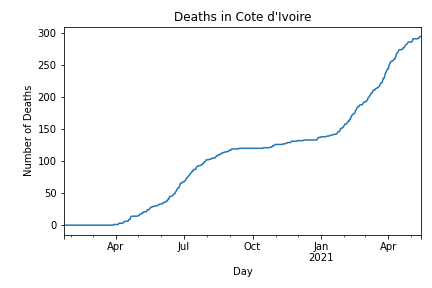 Deaths in Cote d'Ivoire
300
250
200
150
100
50
0
Number of Deaths
Apr
Jul
Oct
Jan
2021
Apr
Day